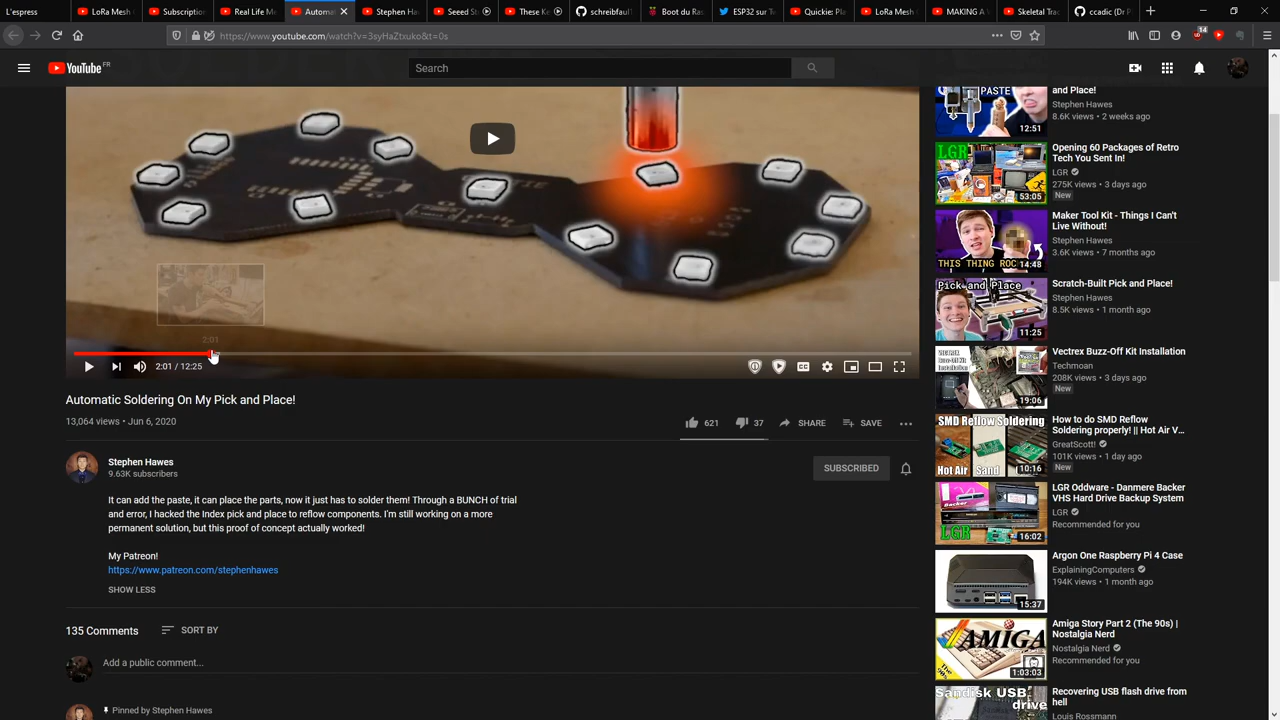 L'espress
LoRa Mesh
Subscription
Real Life Me
Automati
Stephen Ha
Seeed St
These Ke
schreibfaul
Boot du Ras
ESP32 sur T
Quickie: Pla
LoRa Mesh
MAKING A
Skeletal Trac
ccadic (Dr P
https://www.youtube.com/watch?v=3syHaZtxuko&t=0s
14
YouTube FR
Search
PASTE
12:51
and Place!
Stephen Hawes
8.6K views • 2 weeks ago
LGR
53:05
Opening 60 Packages of Retro
Tech You Sent In!
LGR
275K views • 3 days ago
New
THIS THING ROC
14:48
Maker Tool Kit - Things I Can't
Live Without!
Stephen Hawes
3.6K views • 7 months ago
Pick and Place
11:25
Scratch-Built Pick and Place!
Stephen Hawes
8.5K views • 1 month ago
19:06
Vectrex Buzz-Off Kit Installation
Techmoan
208K views • 3 days ago
New
SMD Reflow Soldering
Hot Air
Sand
10:16
How to do SMD Reflow
Soldering properly! || Hot Air V...
GreatScott!
101K views • 1 day ago
New
LGR
16:02
LGR Oddware - Danmere Backer
VHS Hard Drive Backup System
LGR
Recommended for you
15:37
Argon One Raspberry Pi 4 Case
ExplainingComputers
194K views • 1 month ago
AMIGA
1:03:03
Amiga Story Part 2 (The 90s) |
Nostalgia Nerd
Nostalgia Nerd
Recommended for you
Sandisk USB
drive
Recovering USB flash drive from
hell
Louis Rossmann
2:01
2:01 / 12:25
Automatic Soldering On My Pick and Place!
13,064 views • Jun 6, 2020
621
37
SHARE
SAVE
Stephen Hawes
9.63K subscribers
SUBSCRIBED
It can add the paste, it can place the parts, now it just has to solder them! Through a BUNCH of trial
and error, I hacked the Index pick and place to reflow components. I'm still working on a more
permanent solution, but this proof of concept actually worked!
My Patreon!
https://www.patreon.com/stephenhawes
SHOW LESS
135 Comments
SORT BY
Add a public comment...
Pinned by Stephen Hawes